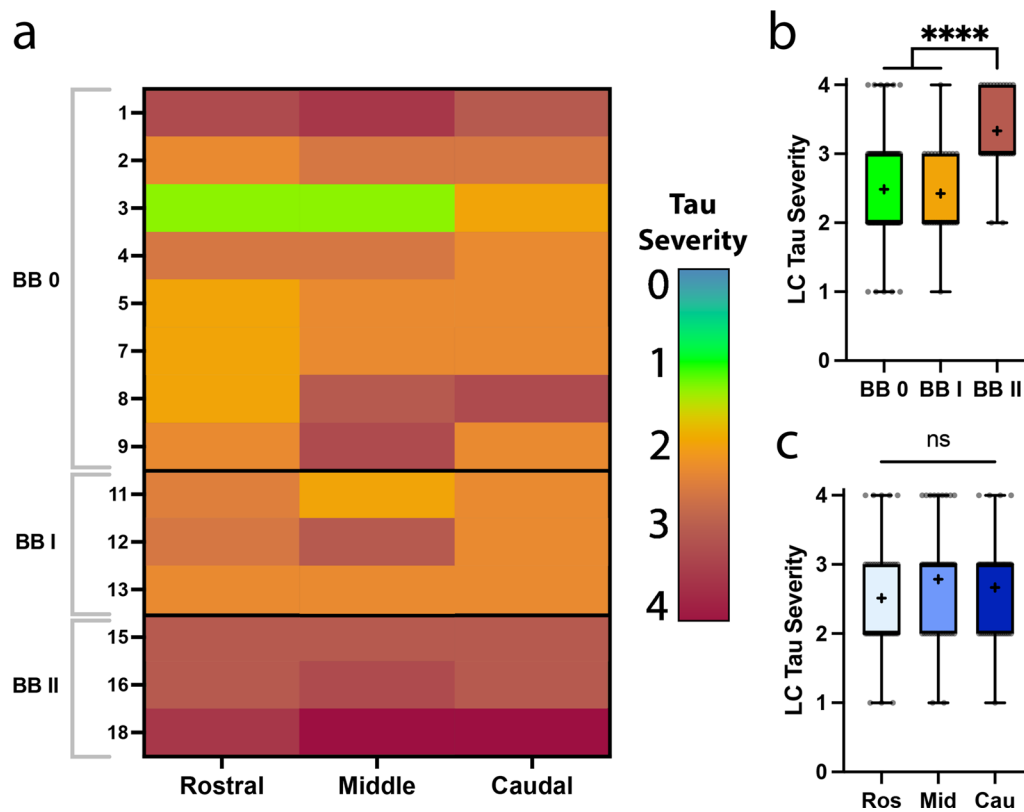 a
BB 0
1
2
3
4
5
7
8
9
BB I
11
12
13
BB II
15
16
18
Rostral Middle Caudal
Tau
Severity
0
1
2
3
4
b
****
LC Tau Severity
4
3
2
1
0
BB 0 BB I BB II
c
ns
LC Tau Severity
4
3
2
1
0
Ros Mid Cau